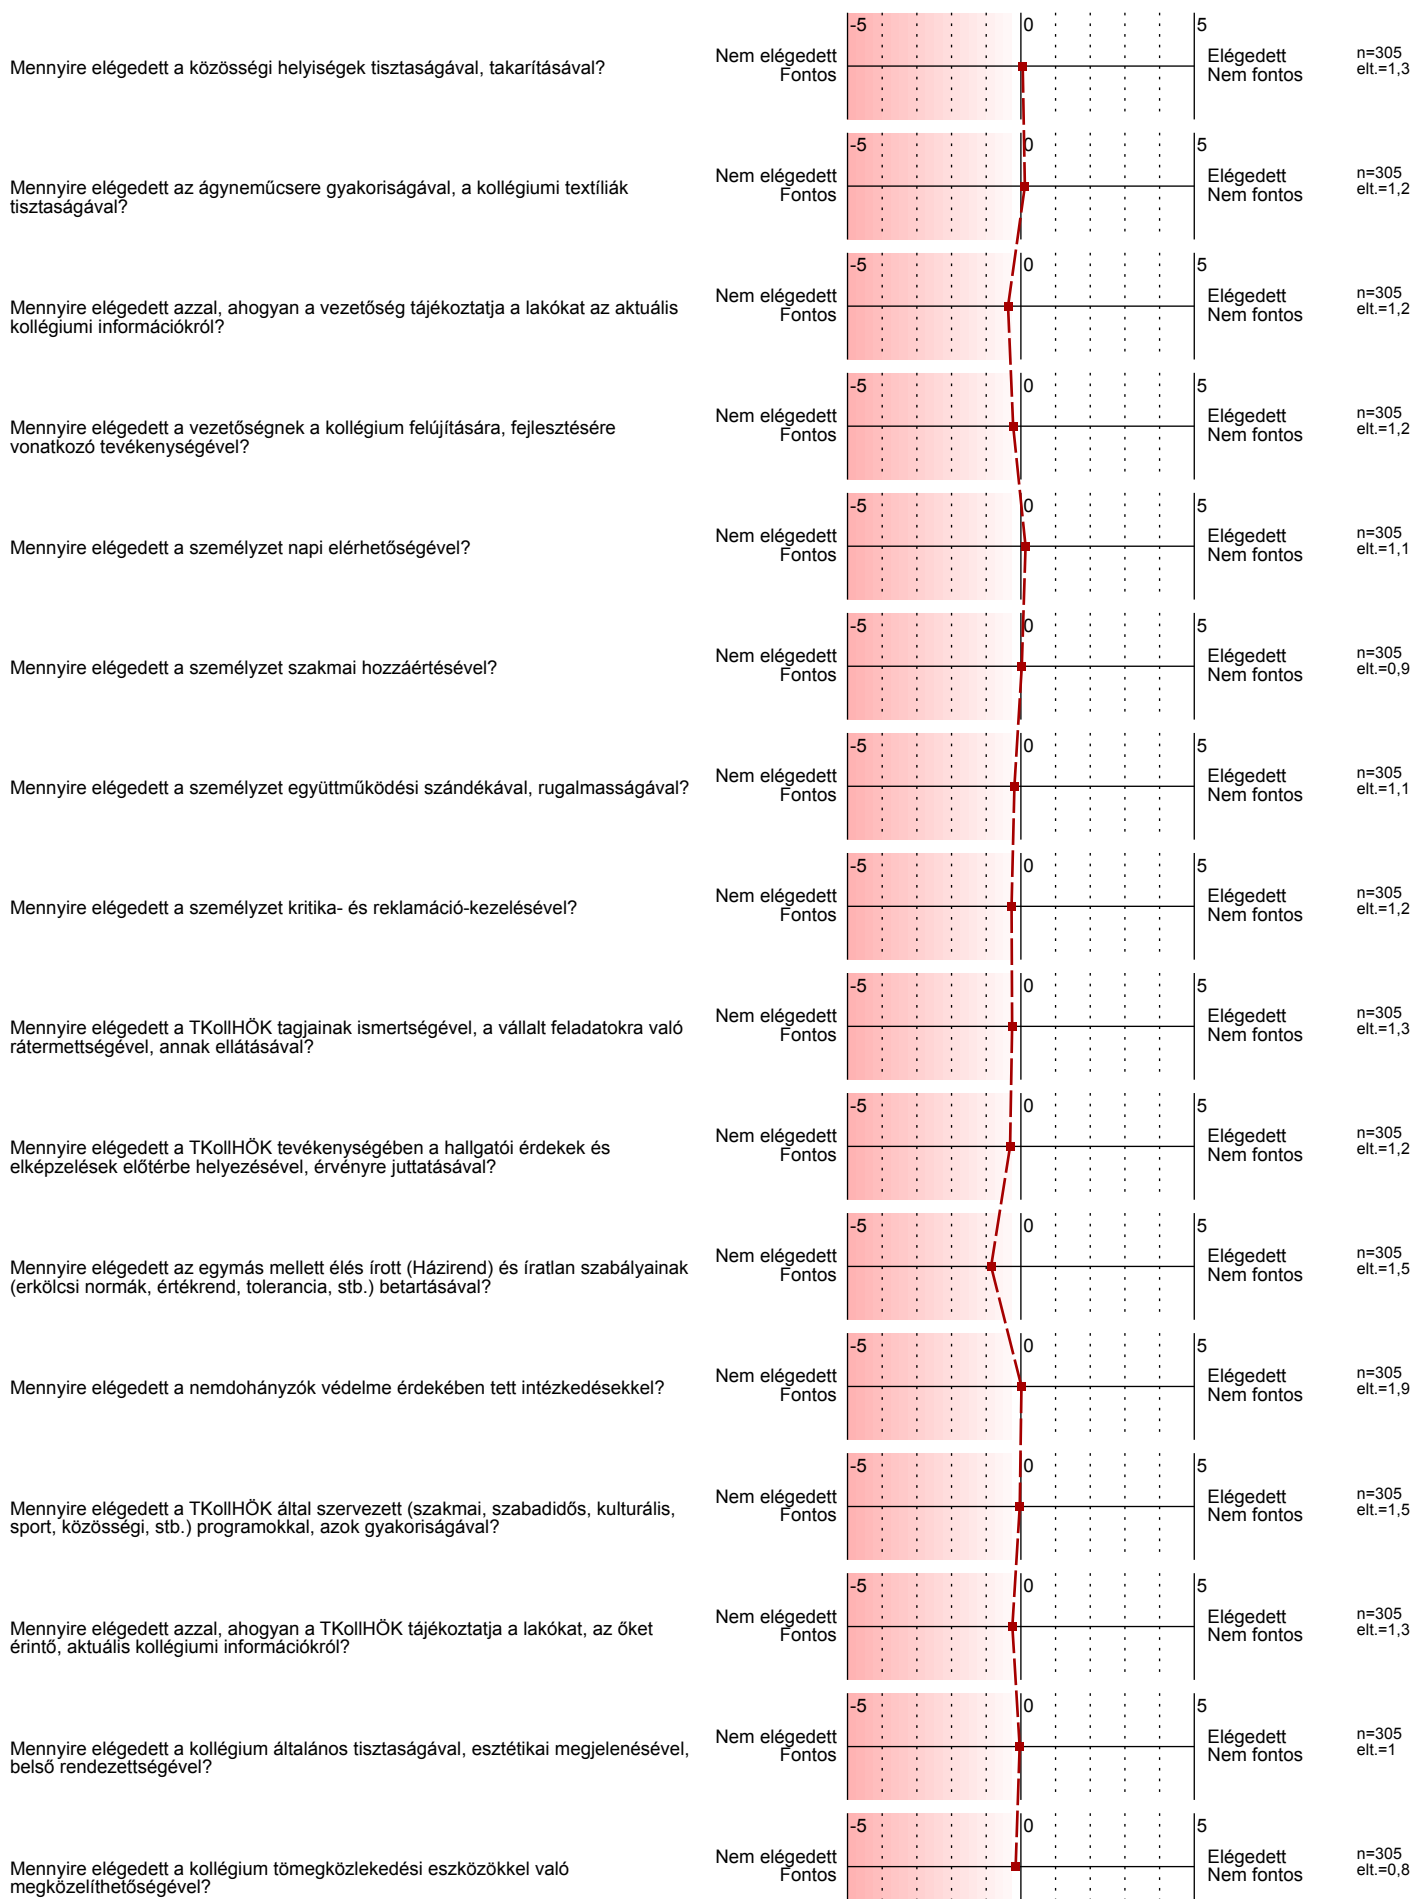 -5 0 5
Mennyire elégedett a közösségi helyiségek tisztaságával, takarításával?
Nem elégedett
Fontos
Elégedett
Nem fontos
n=305
elt.=1,3
-5 0 5
Mennyire elégedett az ágyneműcsere gyakoriságával, a kollégiumi textíliák
tisztaságával?
Nem elégedett
Fontos
Elégedett
Nem fontos
n=305
elt.=1,2
-5 0 5
Mennyire elégedett azzal, ahogyan a vezetőség tájékoztatja a lakókat az aktuális
kollégiumi információkról?
Nem elégedett
Fontos
Elégedett
Nem fontos
n=305
elt.=1,2
-5 0 5
Mennyire elégedett a vezetőségnek a kollégium felújítására, fejlesztésére
vonatkozó tevékenységével?
Nem elégedett
Fontos
Elégedett
Nem fontos
n=305
elt.=1,2
-5 0 5
Mennyire elégedett a személyzet napi elérhetőségével?
Nem elégedett
Fontos
Elégedett
Nem fontos
n=305
elt.=1,1
-5 0 5
Mennyire elégedett a személyzet szakmai hozzáértésével?
Nem elégedett
Fontos
Elégedett
Nem fontos
n=305
elt.=0,9
-5 0 5
Mennyire elégedett a személyzet együttműködési szándékával, rugalmasságával?
Nem elégedett
Fontos
Elégedett
Nem fontos
n=305
elt.=1,1
-5 0 5
Mennyire elégedett a személyzet kritika- és reklamáció-kezelésével?
Nem elégedett
Fontos
Elégedett
Nem fontos
n=305
elt.=1,2
-5 0 5
Mennyire elégedett a TKollHÖK tagjainak ismertségével, a vállalt feladatokra való
rátermettségével, annak ellátásával?
Nem elégedett
Fontos
Elégedett
Nem fontos
n=305
elt.=1,3
-5 0 5
Mennyire elégedett a TKollHÖK tevékenységében a hallgatói érdekek és
elképzelések előtérbe helyezésével, érvényre juttatásával?
Nem elégedett
Fontos
Elégedett
Nem fontos
n=305
elt.=1,2
-5 0 5
Mennyire elégedett az egymás mellett élés írott (Házirend) és íratlan szabályainak
(erkölcsi normák, értékrend, tolerancia, stb.) betartásával?
Nem elégedett
Fontos
Elégedett
Nem fontos
n=305
elt.=1,5
-5 0 5
Mennyire elégedett a nemdohányzók védelme érdekében tett intézkedésekkel?
Nem elégedett
Fontos
Elégedett
Nem fontos
n=305
elt.=1,9
-5 0 5
Mennyire elégedett a TKollHÖK által szervezett (szakmai, szabadidős, kulturális,
sport, közösségi, stb.) programokkal, azok gyakoriságával?
Nem elégedett
Fontos
Elégedett
Nem fontos
n=305
elt.=1,5
-5 0 5
Mennyire elégedett azzal, ahogyan a TKollHÖK tájékoztatja a lakókat, az őket
érintő, aktuális kollégiumi információkról?
Nem elégedett
Fontos
Elégedett
Nem fontos
n=305
elt.=1,3
-5 0 5
Mennyire elégedett a kollégium általános tisztaságával, esztétikai megjelenésével,
belső rendezettségével?
Nem elégedett
Fontos
Elégedett
Nem fontos
n=305
elt.=1
-5 0 5
Mennyire elégedett a kollégium tömegközlekedési eszközökkel való
megközelíthetőségével?
Nem elégedett
Fontos
Elégedett
Nem fontos
n=305
elt.=0,8